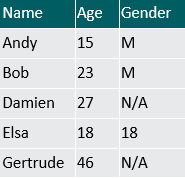 Name Age Gender
Andy 15 M
Bob 23 M
Damien 27 N/A
Elsa 18 18
Gertrude 46 N/A